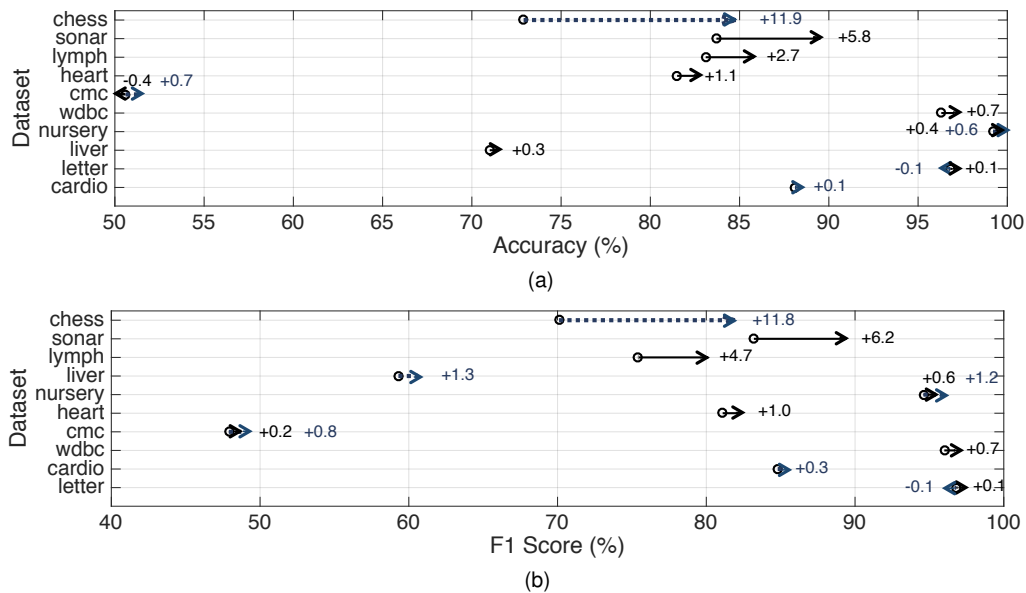 chess +11.9
sonar +5.8
lymph +2.7
heart +1.1
cmc -0.4 +0.7
wdbc +0.7
nursery +0.4 +0.6
liver +0.3
letter -0.1 +0.1
cardio +0.1
Dataset
50 55 60 65 70 75 80 85 90 95 100
Accuracy (%)
(a)
chess +11.8
sonar +6.2
lymph +4.7
liver +1.3
nursery +0.6 +1.2
heart +1.0
cmc +0.2 +0.8
wdbc +0.7
cardio +0.3
letter -0.1 +0.1
Dataset
40 50 60 70 80 90 100
F1 Score (%)
(b)